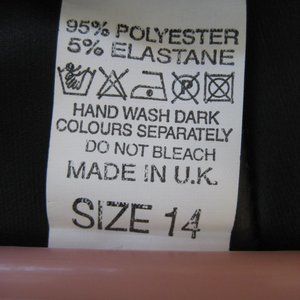 95% POLYESTER
5% ELASTANE
HAND WASH DARK
COLOURS SEPARATELY
DO NOT BLEACH
MADE IN U.K.
SIZE 14